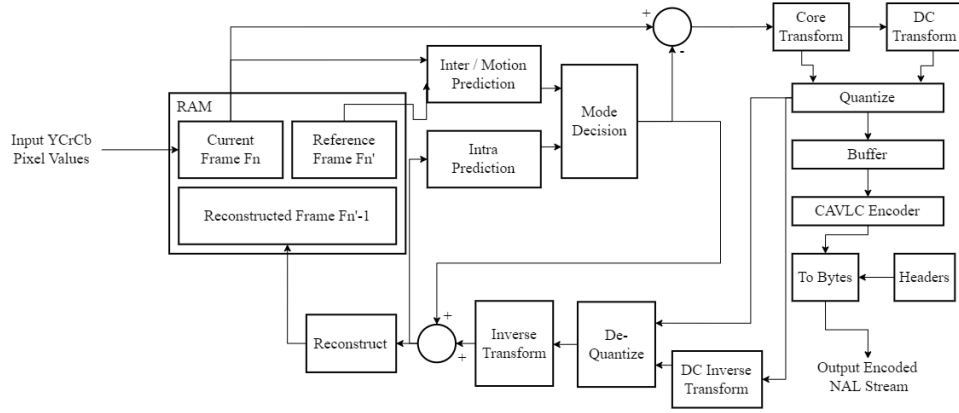 +
Core
Transform
DC
Transform
-
Inter / Motion
Prediction
RAM
Mode
Decision
Quantize
Input YCrCb
Pixel Values
Current
Frame Fn
Reference
Frame Fn'
Intra
Prediction
Buffer
Reconstructed Frame Fn'-1
CAVLC Encoder
To Bytes
Headers
+
+
Reconstruct
Inverse
Transform
De-
Quantize
DC Inverse
Transform
Output Encoded
NAL Stream